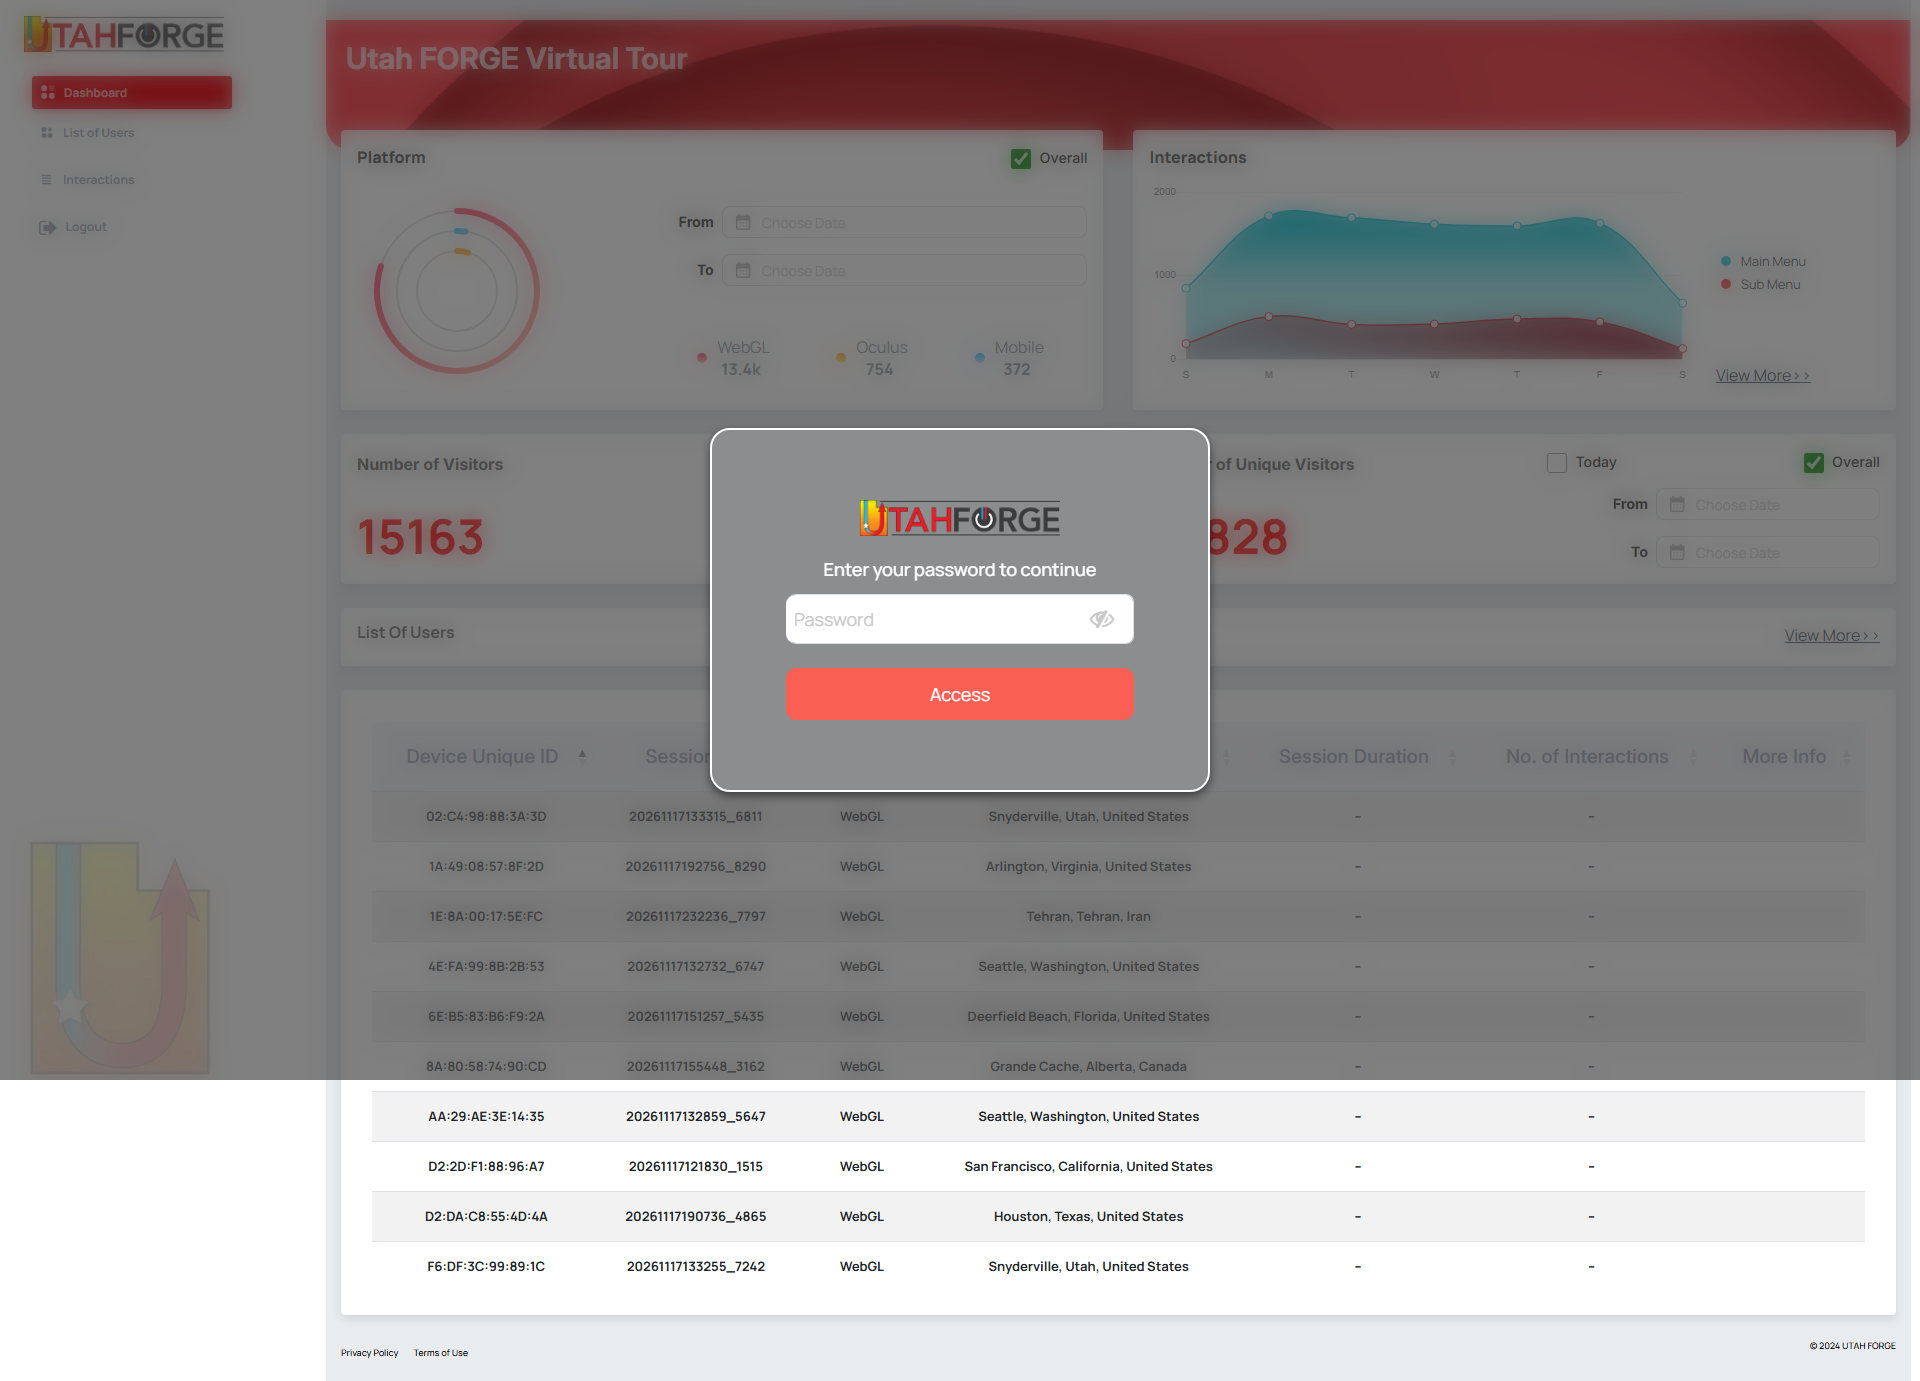 UTAHFORGE
Dashboard
List of Users
Interactions
Logout
Utah FORGE Virtual Tour
Platform
Overall
From
Choose Date
To
Choose Date
WebGL
13.4k
Oculus
754
Mobile
372
Interactions
2000
1000
0
S M T W T F S
Main Menu
Sub Menu
View More>>
Number of Visitors
15163
of Unique Visitors
828
Today
Overall
From
Choose Date
To
Choose Date
UTAHFORGE
Enter your password to continue
Password
Access
List Of Users
View More>>
Device Unique ID Session Duration No. of Interactions More Info
02:C4:98:88:3A:3D 20261117133315_6811 WebGL Snyderville, Utah, United States - -
1A:49:08:57:8F:2D 20261117192756_8290 WebGL Arlington, Virginia, United States - -
1E:8A:00:17:5E:FC 20261117232236_7797 WebGL Tehran, Tehran, Iran - -
4E:FA:99:8B:2B:53 20261117132732_6747 WebGL Seattle, Washington, United States - -
6E:B5:83:B6:F9:2A 20261117151257_5435 WebGL Deerfield Beach, Florida, United States - -
8A:80:58:74:90:CD 20261117155448_3162 WebGL Grande Cache, Alberta, Canada - -
AA:29:AE:3E:14:35 20261117132859_5647 WebGL Seattle, Washington, United States - -
D2:2D:F1:88:96:A7 20261117121830_1515 WebGL San Francisco, California, United States - -
D2:DA:C8:55:4D:4A 20261117190736_4865 WebGL Houston, Texas, United States - -
F6:DF:3C:99:89:1C 20261117133255_7242 WebGL Snyderville, Utah, United States - -
Privacy Policy Terms of Use
© 2024 UTAH FORGE